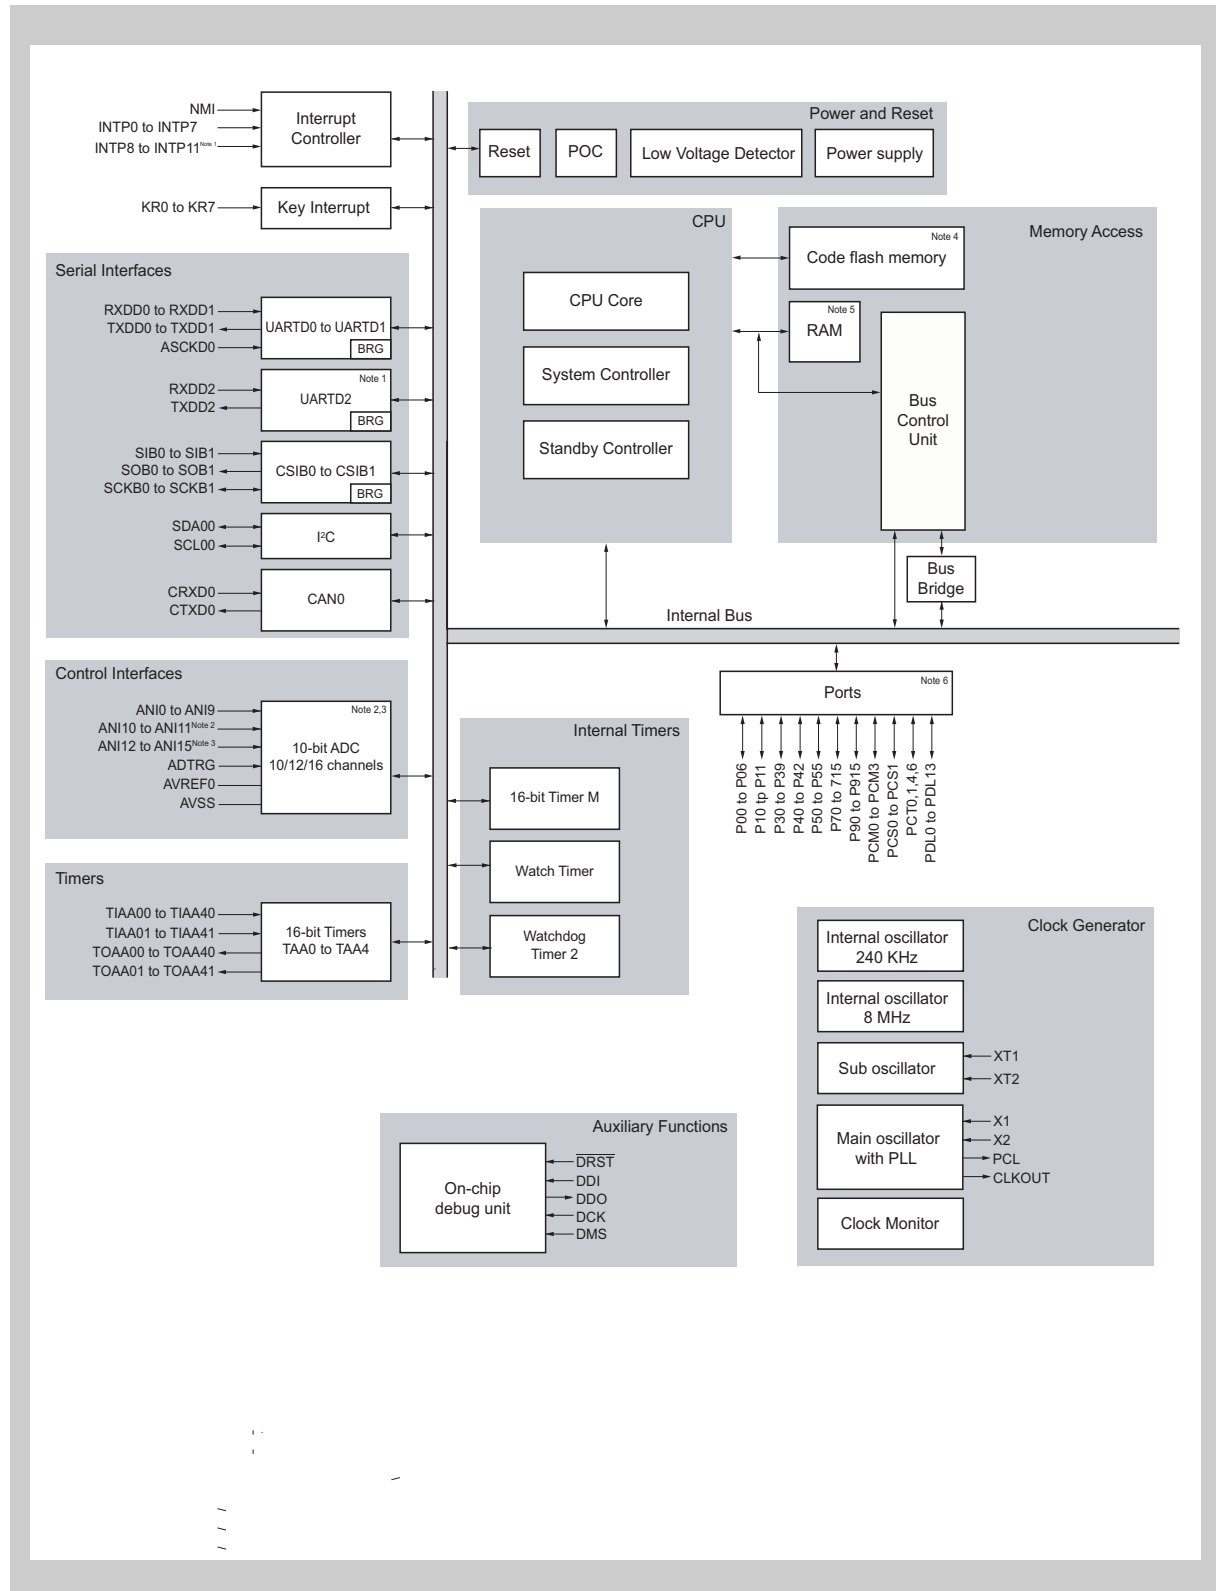 NMI
INTP0 to INTP7
INTP8 to INTP11 Note 1
Interrupt
Controller
KR0 to KR7
Key Interrupt
Power and Reset
Reset
POC
Low Voltage Detector
Power supply
CPU
CPU Core
System Controller
Standby Controller
Memory Access
Note 4
Code flash memory
Note 5
RAM
Bus
Control
Unit
Bus
Bridge
Serial Interfaces
RXDD0 to RXDD1
TXDD0 to TXDD1
ASCKD0
UARTD0 to UARTD1
BRG
RXDD2
TXDD2
Note 1
UARTD2
BRG
SIB0 to SIB1
SOB0 to SOB1
SCKB0 to SCKB1
CSIB0 to CSIB1
BRG
SDA00
SCL00
I²C
CRXD0
CTXD0
CAN0
Internal Bus
Control Interfaces
ANI0 to ANI9
ANI10 to ANI11 Note 2
ANI12 to ANI15 Note 3
ADTRG
AVREF0
AVSS
Note 2,3
10-bit ADC
10/12/16 channels
Internal Timers
16-bit Timer M
Watch Timer
Watchdog
Timer 2
Note 6
Ports
P00 to P06
P10 tp P11
P30 to P39
P40 to P42
P50 to P55
P70 to 715
P90 to P915
PCM0 to PCM3
PCS0 to PCS1
PCT0,1,4,6
PDL0 to PDL13
Timers
TIAA00 to TIAA40
TIAA01 to TIAA41
TOAA00 to TOAA40
TOAA01 to TOAA41
16-bit Timers
TAA0 to TAA4
Clock Generator
Internal oscillator
240 KHz
Internal oscillator
8 MHz
Sub oscillator
XT1
XT2
Main oscillator
with PLL
X1
X2
PCL
CLKOUT
Clock Monitor
Auxiliary Functions
On-chip
debug unit
DRST
DDI
DDO
DCK
DMS